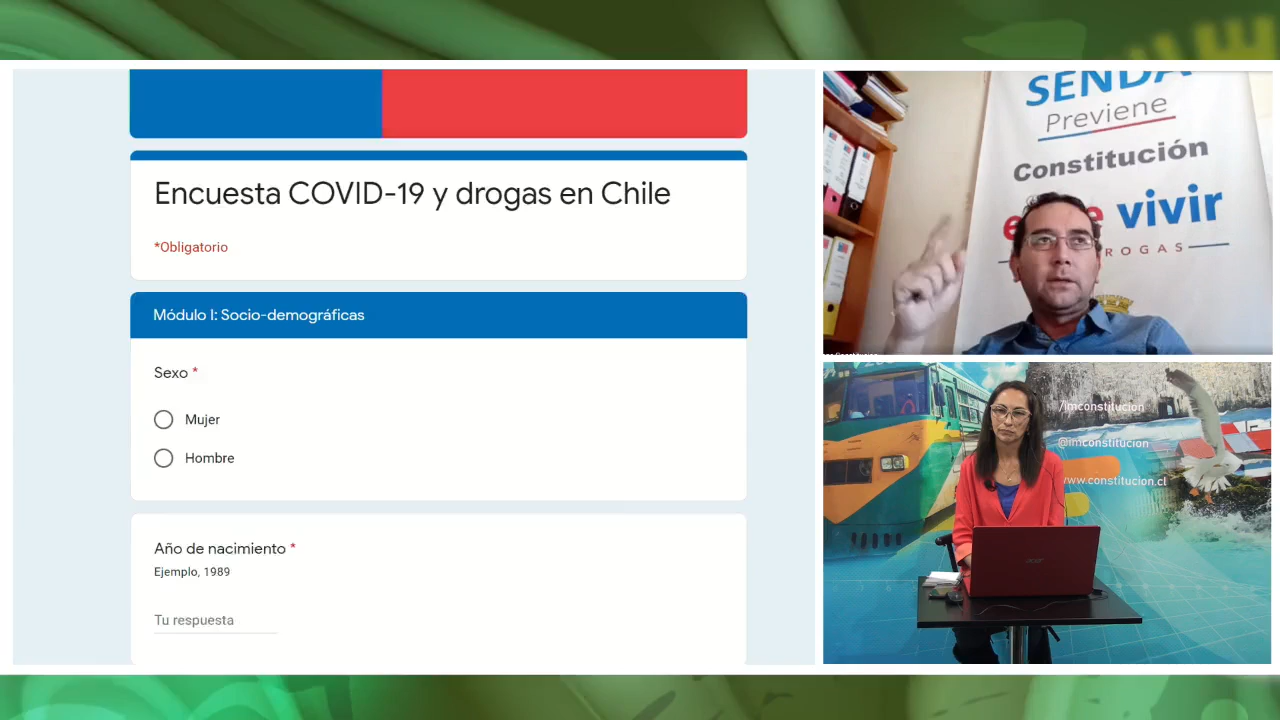 Encuesta COVID-19 y drogas en Chile
*Obligatorio
Módulo I: Socio-demográficas
Sexo *
Mujer
Hombre
Año de nacimiento *
Ejemplo, 1989
Tu respuesta
SENDA
Previene
Constitución
vivir
ROGAS
/imconstitucion
@imconstitucion
www.constitucion.cl
acer